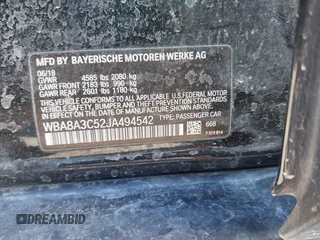 MFD BY BAYERISCHE MOTOREN WERKE AG
06/18
GVWR 4585 lbs 2080 kg
GAWR FRONT 2183 lbs 990 kg
GAWR REAR 2601 lbs 1180 kg
THIS VEHICLE CONFORMS TO ALL APPLICABLE U.S. FEDERAL MOTOR
VEHICLE SAFETY, BUMPER, AND THEFT PREVENTION STANDARDS
IN EFFECT ON THE DATE OF MANUFACTURE SHOWN ABOVE.
WBA8A3C52JA494542 TYPE: PASSENGER CAR
668
DREAMBID